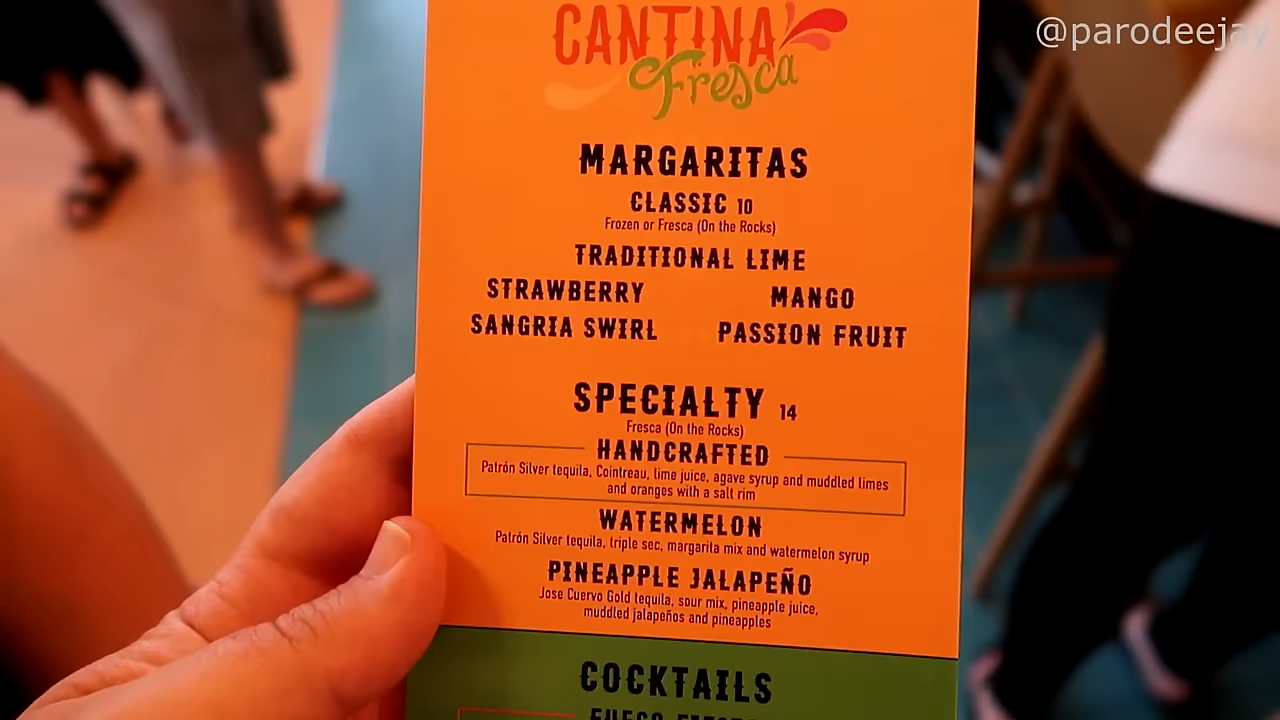 @parodeejay
CANTINA
Fresca
MARGARITAS
CLASSIC 10
Frozen or Fresca (On the Rocks)
TRADITIONAL LIME
STRAWBERRY MANGO
SANGRIA SWIRL PASSION FRUIT
SPECIALTY 14
Fresca (On the Rocks)
HANDCRAFTED
Patrón Silver tequila, Cointreau, lime juice, agave syrup and muddled limes
and oranges with a salt rim
WATERMELON
Patrón Silver tequila, triple sec, margarita mix and watermelon syrup
PINEAPPLE JALAPEÑO
Jose Cuervo Gold tequila, sour mix, pineapple juice,
muddled jalapeños and pineapples
COCKTAILS